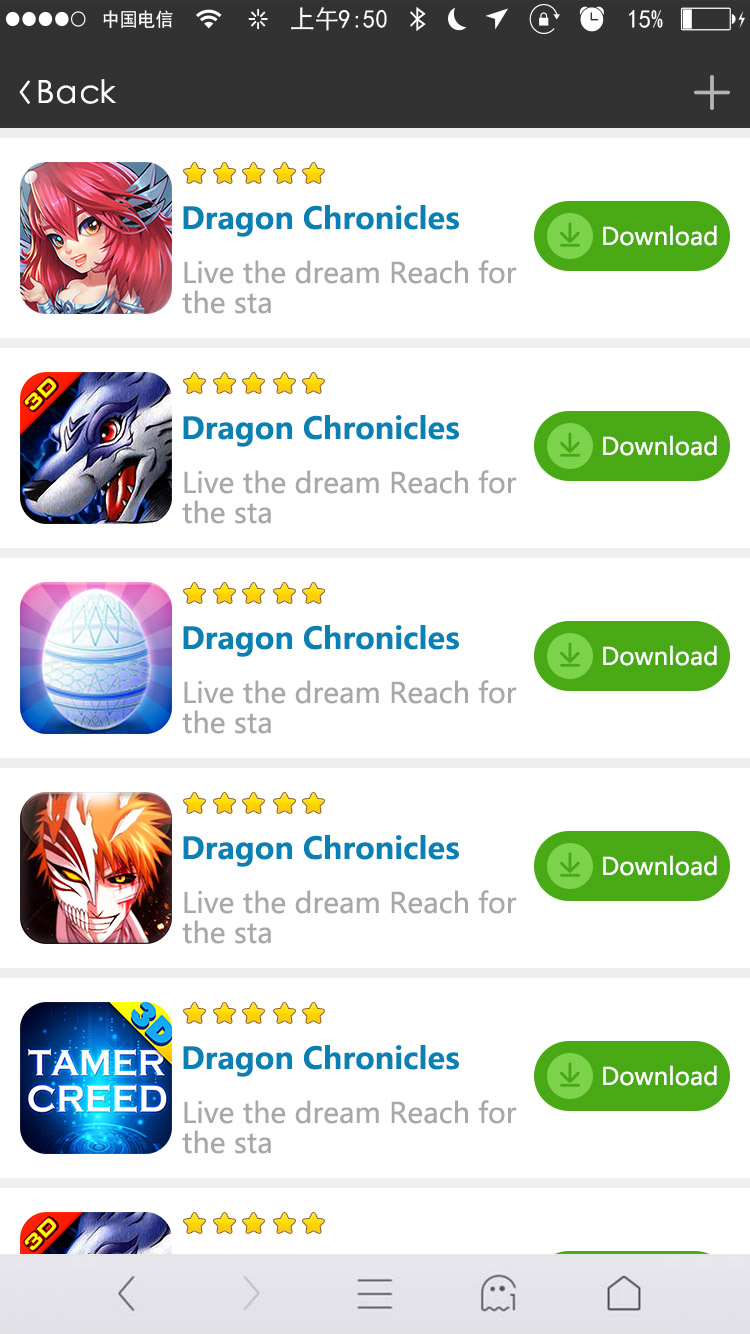 中国电信 上午9:50 15%
Back
Dragon Chronicles
Download
Live the dream Reach for
the sta
3D
Dragon Chronicles
Download
Live the dream Reach for
the sta
Dragon Chronicles
Download
Live the dream Reach for
the sta
Dragon Chronicles
Download
Live the dream Reach for
the sta
3D
TAMER
CREED
Dragon Chronicles
Download
Live the dream Reach for
the sta
3D
1